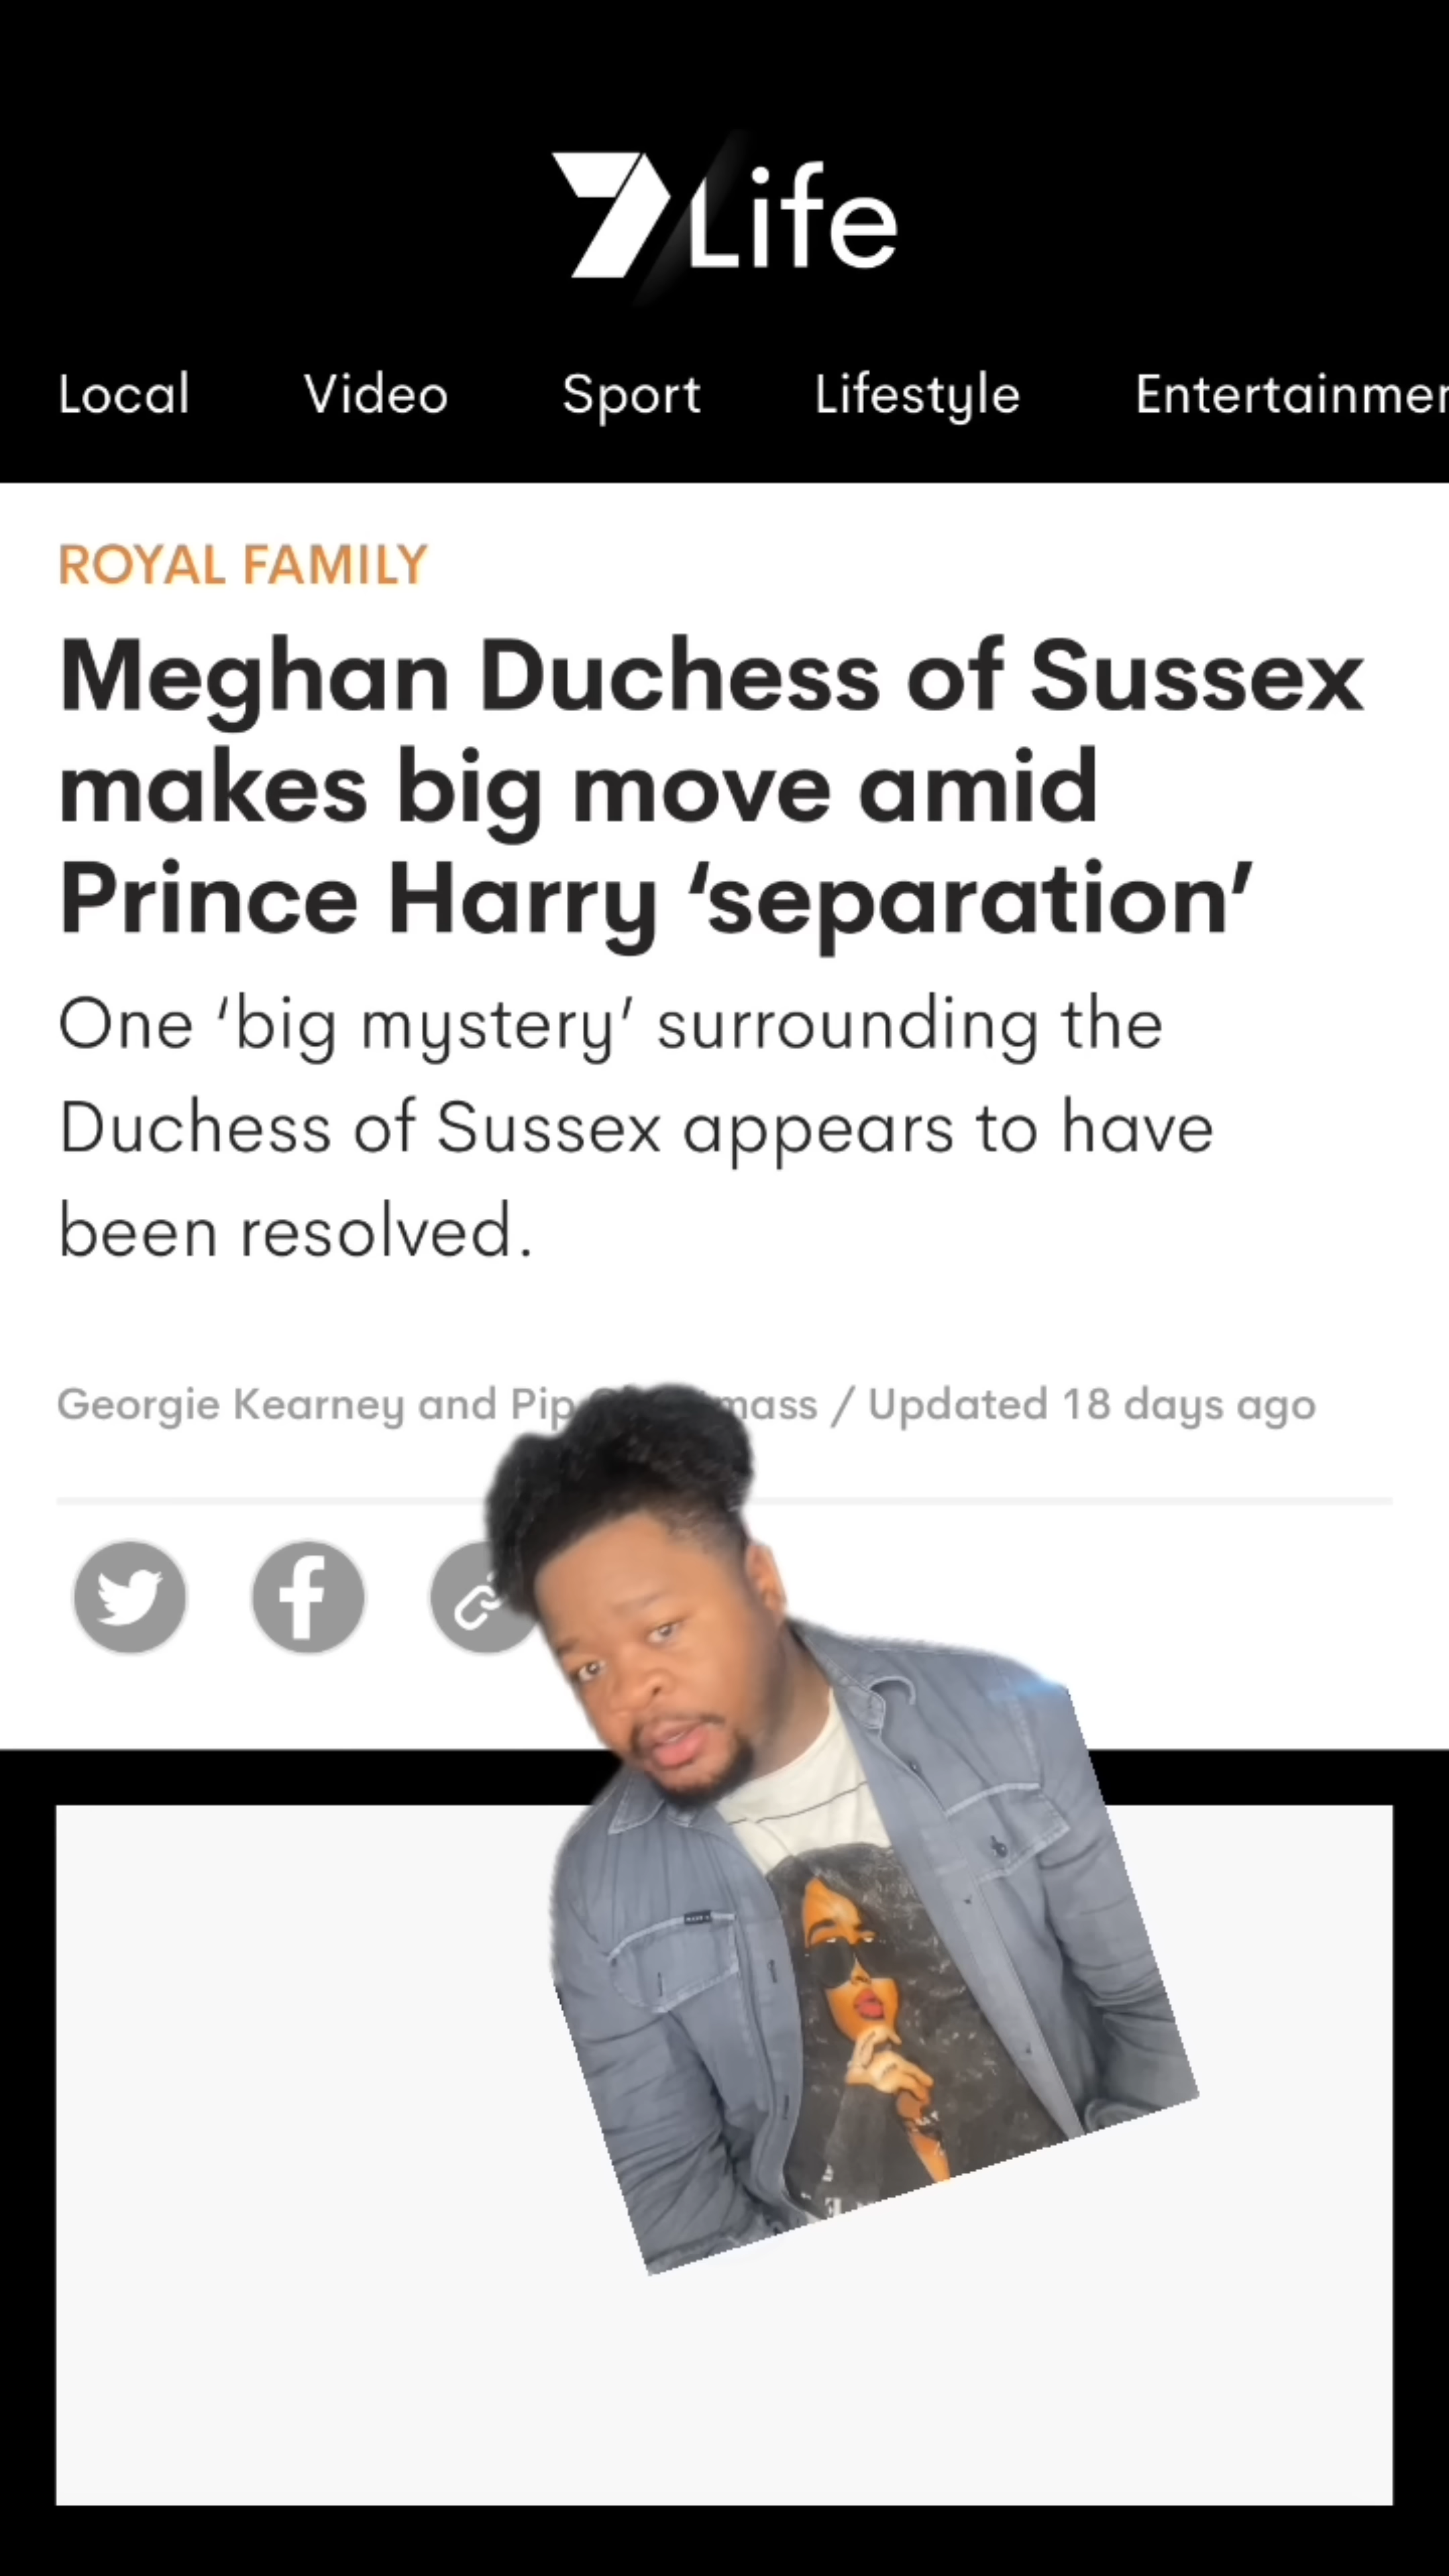 7Life
Local Video Sport Lifestyle Entertainmen
ROYAL FAMILY
Meghan Duchess of Sussex
makes big move amid
Prince Harry ‘separation’
One ‘big mystery’ surrounding the
Duchess of Sussex appears to have
been resolved.
Georgie Kearney and Pip / Updated 18 days ago